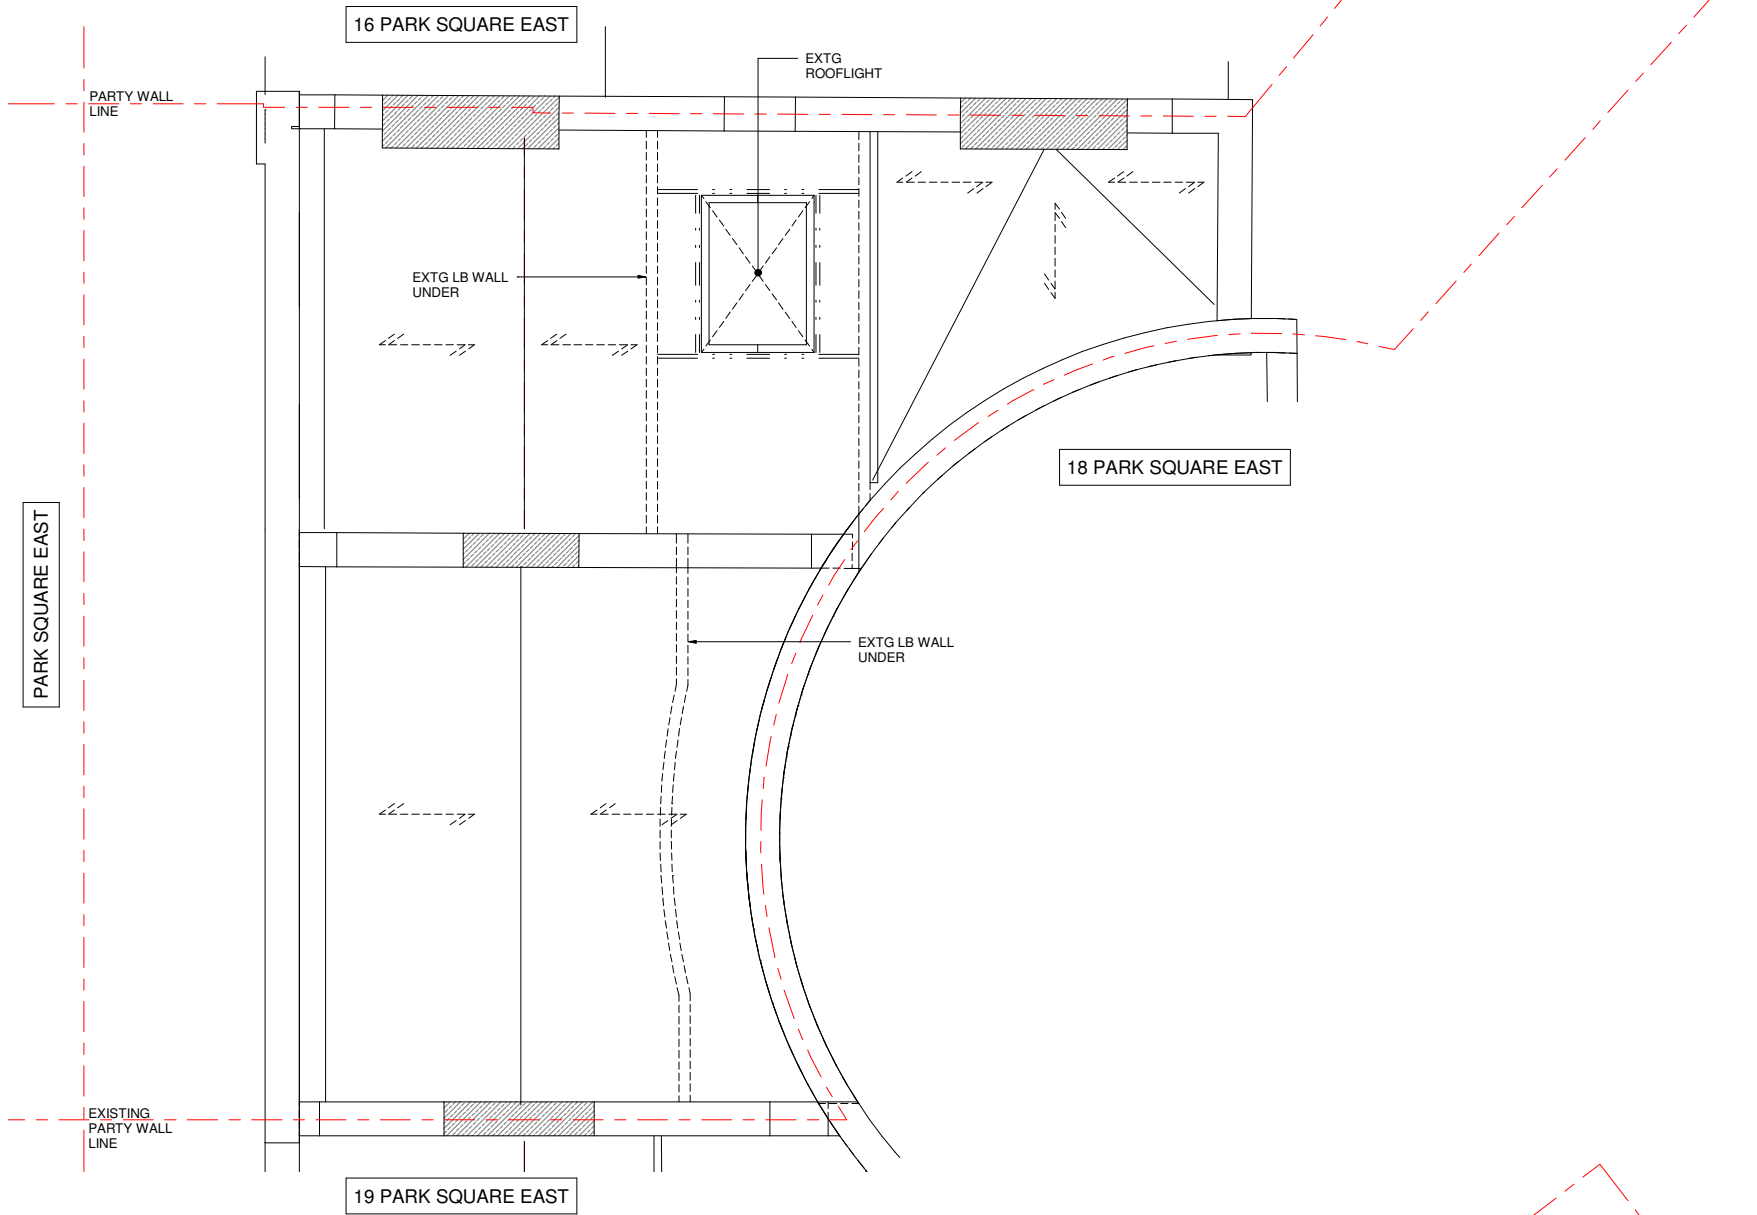 16 PARK SQUARE EAST
EXTG
ROOFLIGHT
PARTY WALL
LINE
EXTG LB WALL
UNDER
18 PARK SQUARE EAST
PARK SQUARE EAST
EXTG LB WALL
UNDER
EXISTING
PARTY WALL
LINE
19 PARK SQUARE EAST